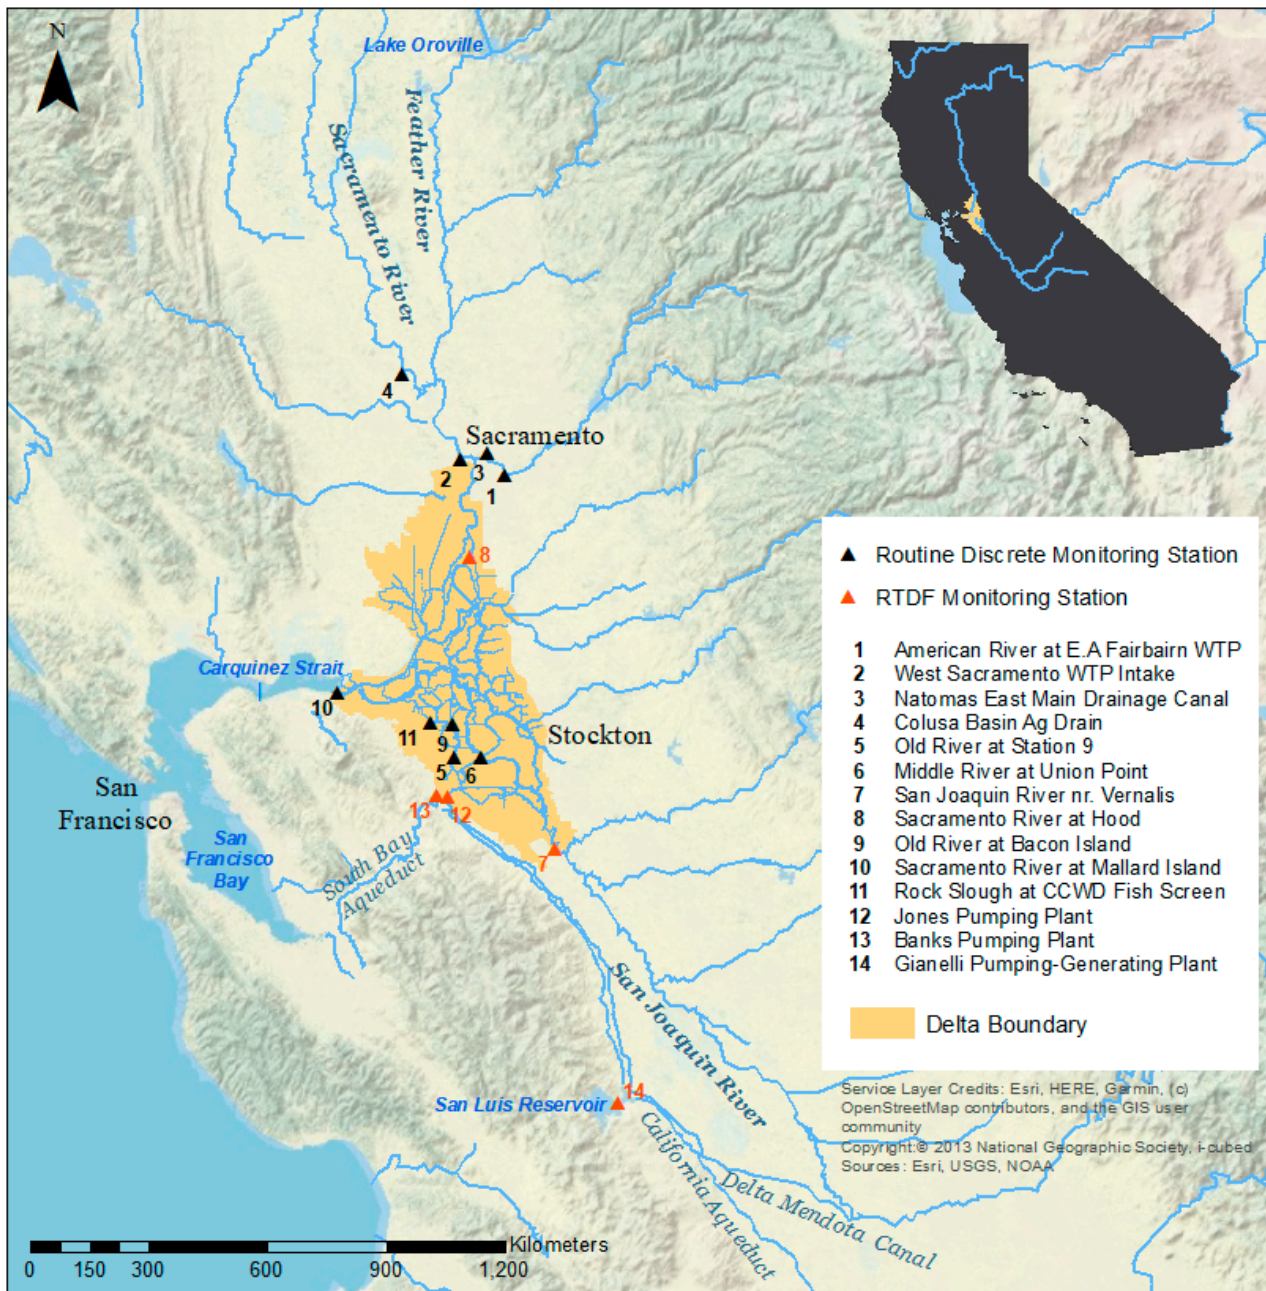 N
Lake Oroville
Feather River
Sacramento River
4
Sacramento
2
3
1
8
Carquinez Strait
10
11
9
Stockton
5
6
San
Francisco
13
12
San
Francisco
Bay
South Bay
Aqueduct
7
San Joaquin River
14
San Luis Reservoir
California Aqueduct
Delta Mendota Canal
Kilometers
0 150 300 600 900 1,200
Routine Discrete Monitoring Station
RTDF Monitoring Station
1 American River at E.A Fairbairn WTP
2 West Sacramento WTP Intake
3 Natomas East Main Drainage Canal
4 Colusa Basin Ag Drain
5 Old River at Station 9
6 Middle River at Union Point
7 San Joaquin River nr. Vernalis
8 Sacramento River at Hood
9 Old River at Bacon Island
10 Sacramento River at Mallard Island
11 Rock Slough at CCWD Fish Screen
12 Jones Pumping Plant
13 Banks Pumping Plant
14 Gianelli Pumping-Generating Plant
Delta Boundary
Service Layer Credits: Esri, HERE, Garmin, (c)
OpenStreetMap contributors, and the GIS user
community
Copyright:© 2013 National Geographic Society, i-cubed
Sources: Esri, USGS, NOAA